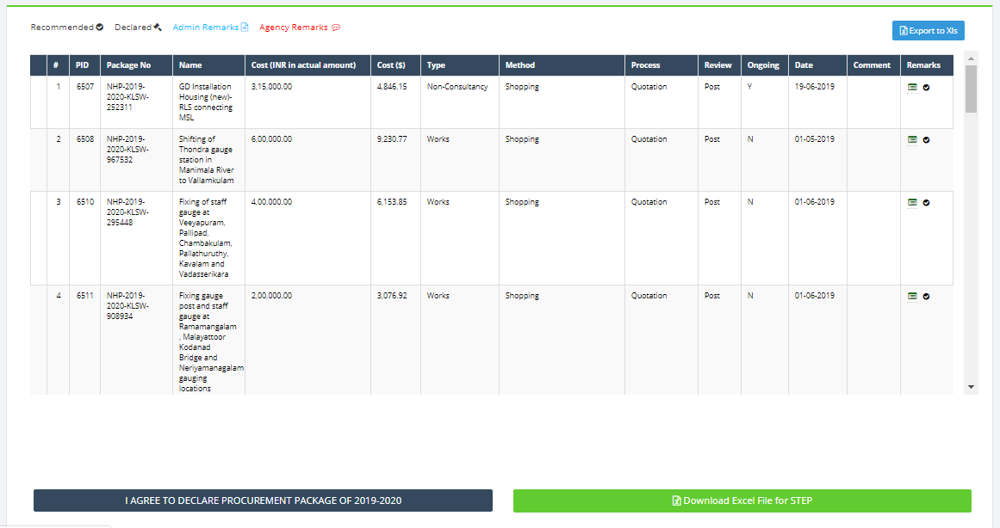 Recommended Declared Admin Remarks Agency Remarks
Export to Xls
# PID Package No Name Cost (INR in actual amount) Cost ($) Type Method Process Review Ongoing Date Comment Remarks
1 6507 NHP-2019- GD Installation 3,15,000.00 4,846.15 Non-Consultancy Shopping Quotation Post Y 19-06-2019
2020-KLSW- Housing (new)-
252311 RLS connecting
MSL
2 6508 NHP-2019- Shifting of 6,00,000.00 9,230.77 Works Shopping Quotation Post N 01-05-2019
2020-KLSW- Thondra gauge
967532 station in
Manimala River
to Vallamkulam
3 6510 NHP-2019- Fixing of staff 4,00,000.00 6,153.85 Works Shopping Quotation Post N 01-06-2019
2020-KLSW- gauge at
295448 Veeyapuram,
Pallipad,
Chambakulam,
Pallathuruthy,
Kavalam and
Vadasserikara
4 6511 NHP-2019- Fixing gauge 2,00,000.00 3,076.92 Works Shopping Quotation Post N 01-06-2019
2020-KLSW- post and staff
908934 gauge at
Ramamangalam
, Malayattoor
Kodanad
Bridge and
Neriyamanagalam
gauging
locations
I AGREE TO DECLARE PROCUREMENT PACKAGE OF 2019-2020
Download Excel File for STEP